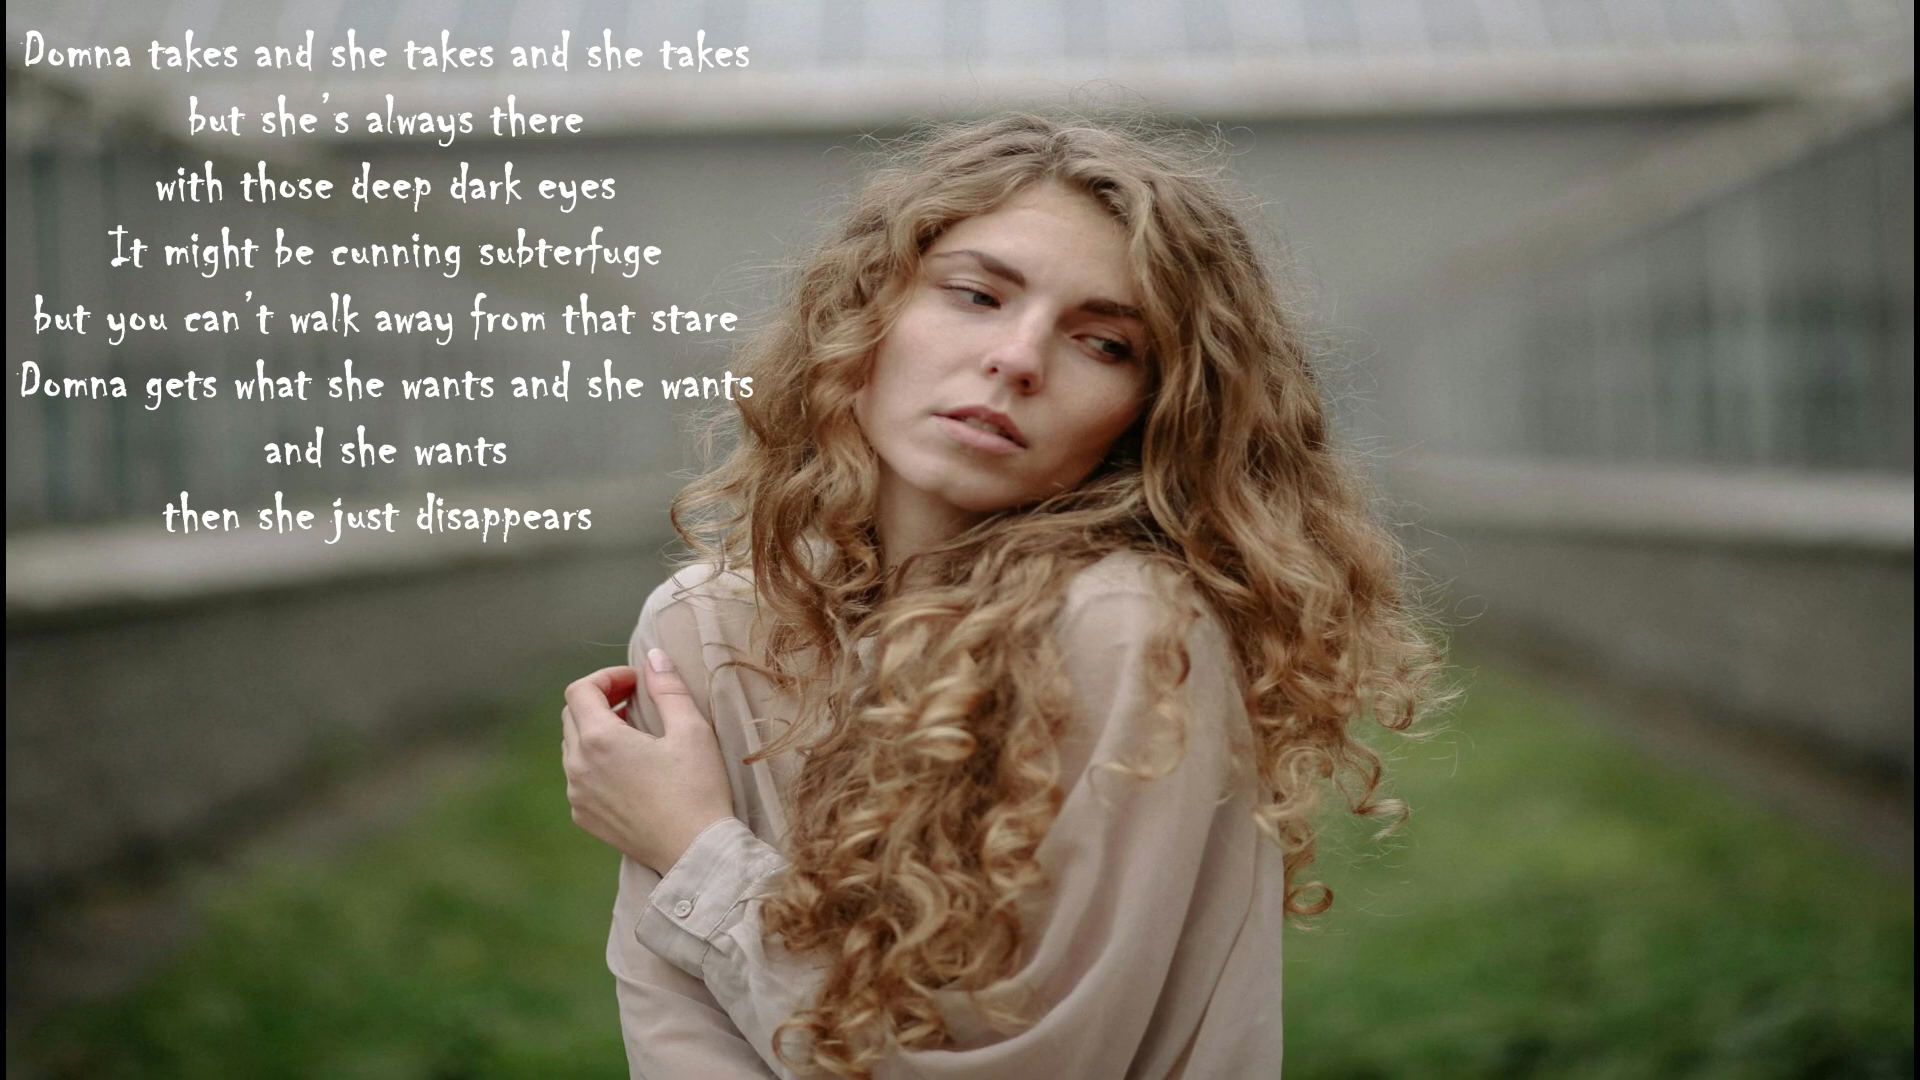 Domna takes and she takes and she takes
but she's always there
with those deep dark eyes
It might be cunning subterfuge
but you can't walk away from that stare
Domna gets what she wants and she wants
and she wants
then she just disappears